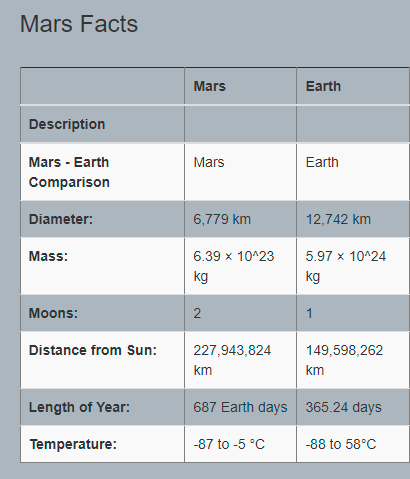 Mars Facts
Mars Earth
Description
Mars - Earth Mars Earth
Comparison
Diameter: 6,779 km 12,742 km
Mass: 6.39 × 10^23 5.97 × 10^24
kg kg
Moons: 2 1
Distance from Sun: 227,943,824 149,598,262
km km
Length of Year: 687 Earth days 365.24 days
Temperature: -87 to -5 °C -88 to 58°C